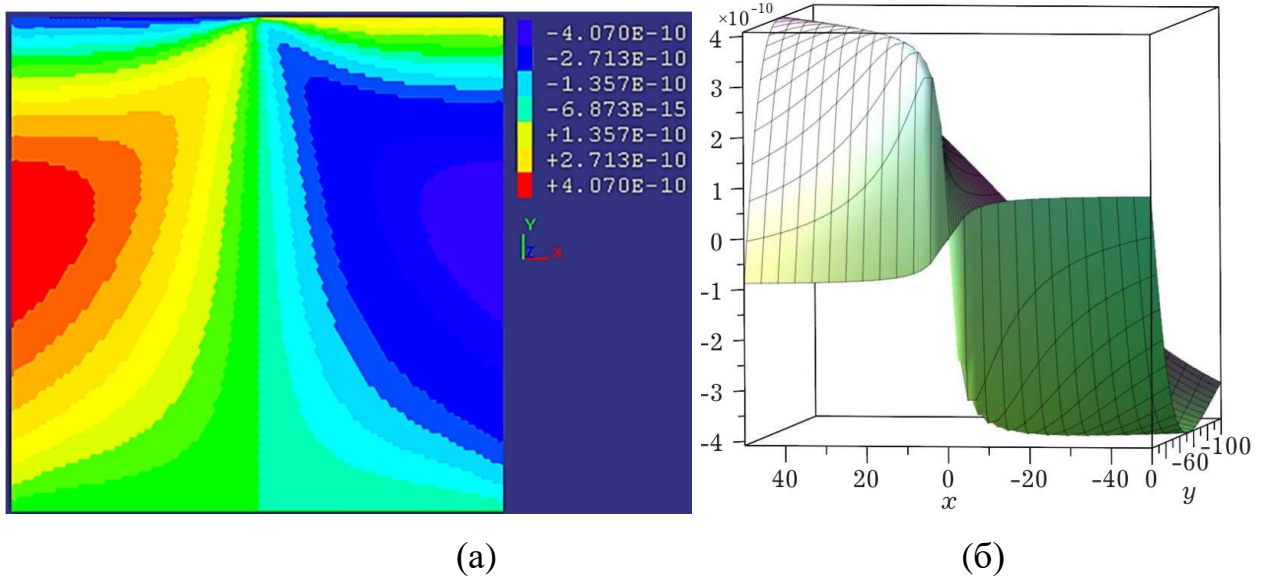 -4.070E-10
-2.713E-10
-1.357E-10
-6.873E-15
+1.357E-10
+2.713E-10
+4.070E-10
Y
Z X
×10⁻¹⁰
4
3
2
1
0
-1
-2
-3
-4
40 20 0 -20 -40 0
x
-60 -100
y
(а) (б)